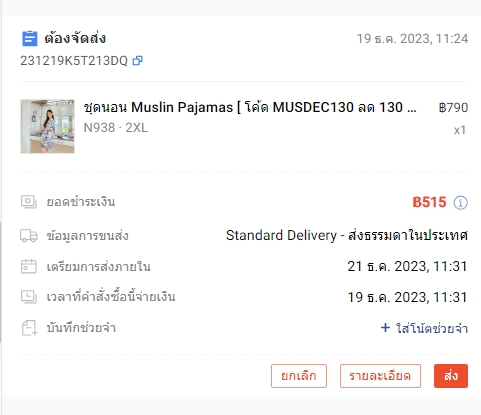 ต้องจัดส่ง 19 ธ.ค. 2023, 11:24
231219K5T213DQ
ชุดนอน Muslin Pajamas [ โค้ด MUSDEC130 ลด 130 ... ฿790
N938 · 2XL x1
ยอดชำระเงิน ฿515
ข้อมูลการขนส่ง Standard Delivery - ส่งธรรมดาในประเทศ
เตรียมการส่งภายใน 21 ธ.ค. 2023, 11:31
เวลาที่คำสั่งซื้อนี้จ่ายเงิน 19 ธ.ค. 2023, 11:31
บันทึกช่วยจำ + ใส่โน้ตช่วยจำ
ยกเลิก รายละเอียด ส่ง